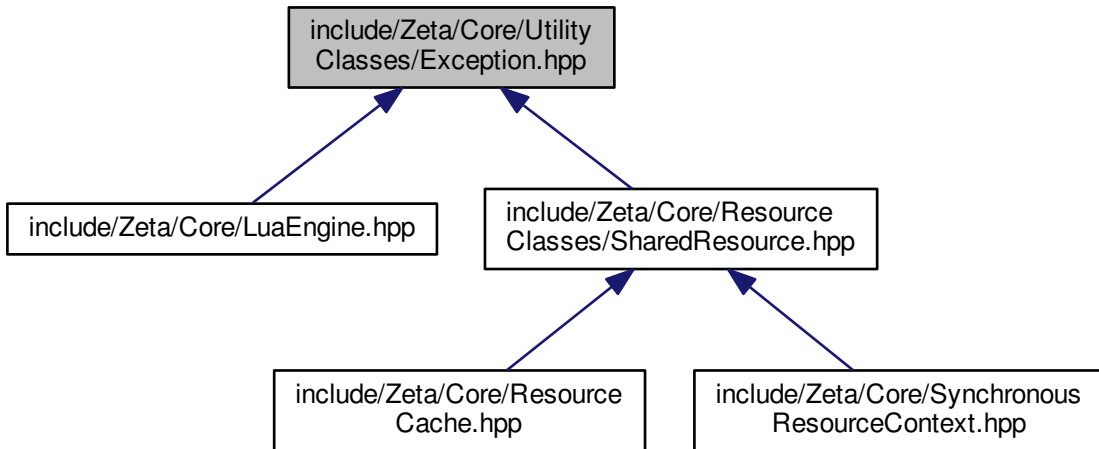 include/Zeta/Core/Utility
Classes/Exception.hpp
include/Zeta/Core/LuaEngine.hpp
include/Zeta/Core/Resource
Classes/SharedResource.hpp
include/Zeta/Core/Resource
Cache.hpp
include/Zeta/Core/Synchronous
ResourceContext.hpp